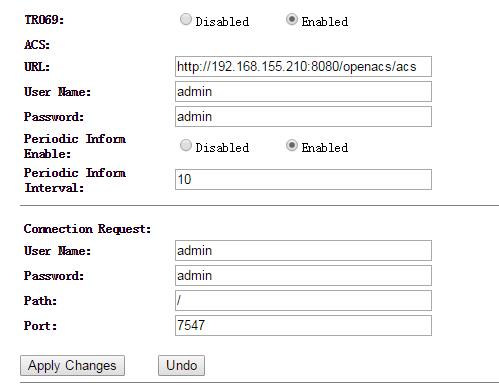 TR069: Disabled Enabled
ACS:
URL: http://192.168.155.210:8080/openacs/acs
User Name: admin
Password: admin
Periodic Inform
Enable: Disabled Enabled
Periodic Inform
Interval: 10
Connection Request:
User Name: admin
Password: admin
Path: /
Port: 7547
Apply Changes Undo